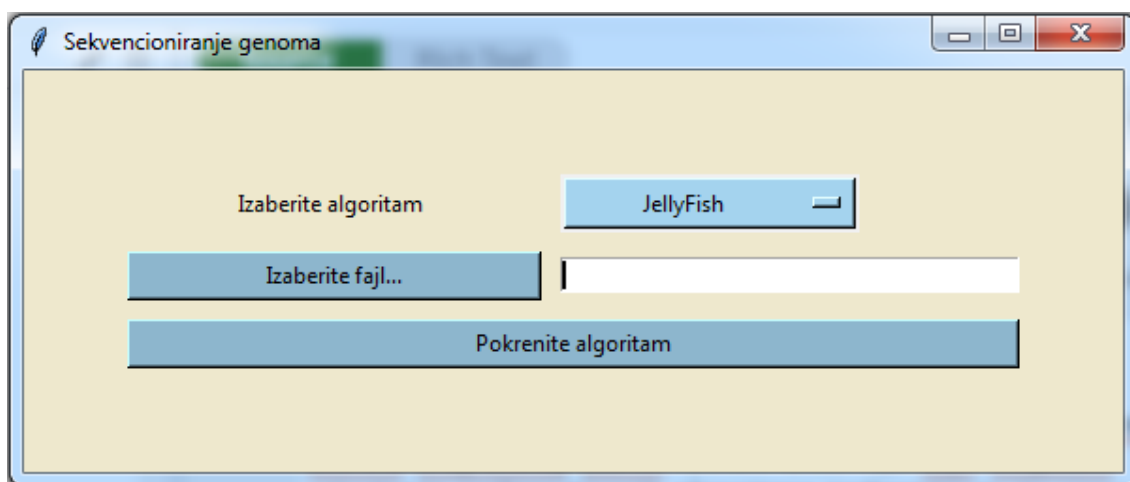 Sekvencioniranje genoma
Izaberite algoritam JellyFish
Izaberite fajl...
Pokrenite algoritam